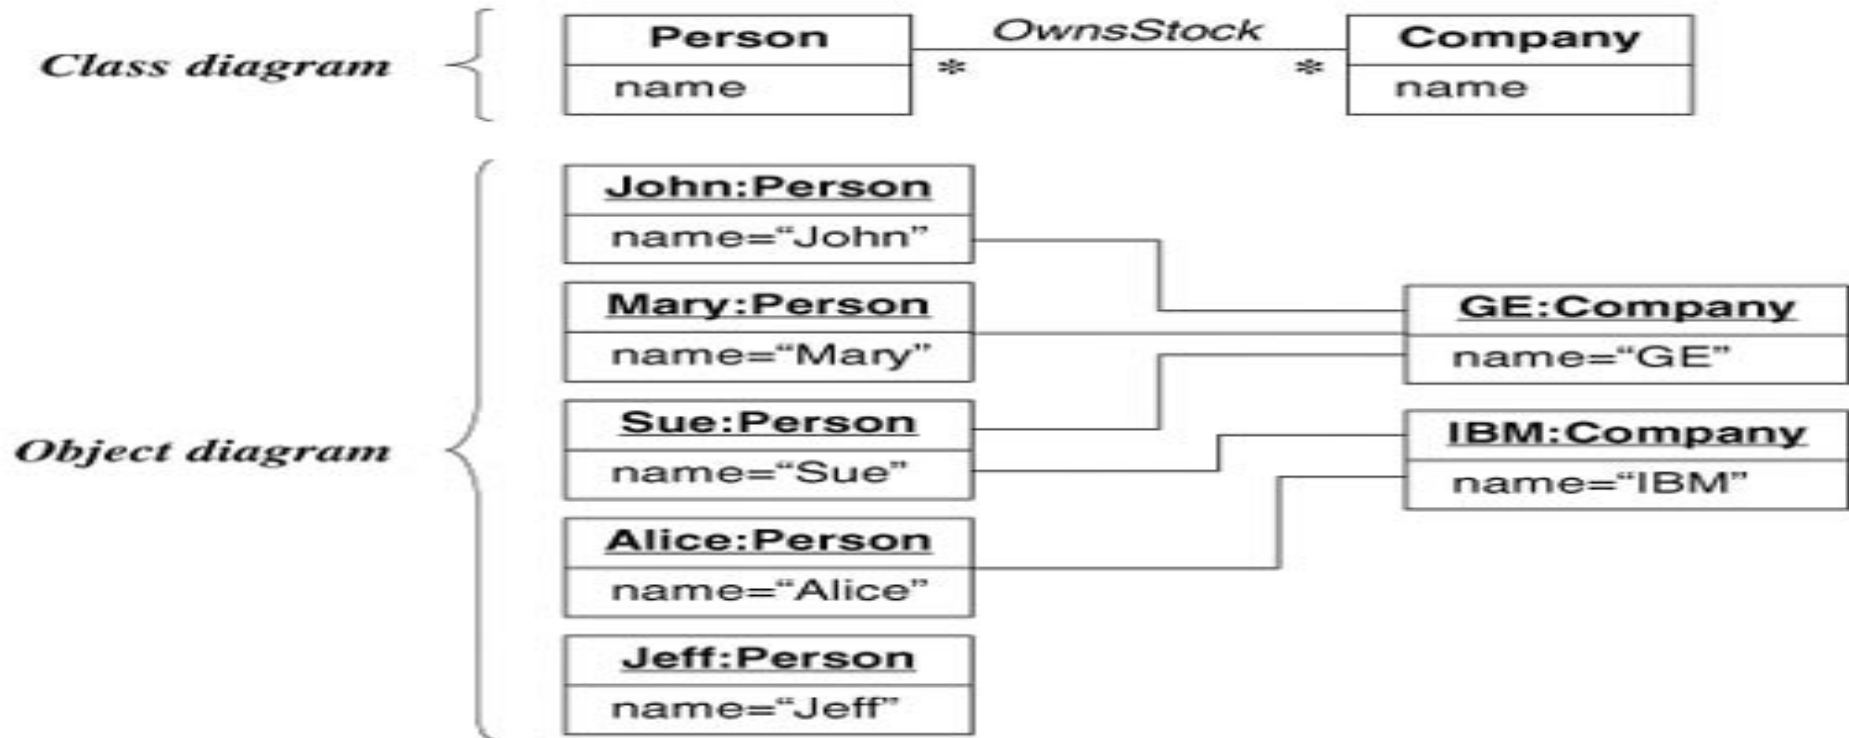 Class diagram
Person
name
OwnsStock
*
*
Company
name
Object diagram
John:Person
name=“John”
Mary:Person
name=“Mary”
Sue:Person
name=“Sue”
Alice:Person
name=“Alice”
Jeff:Person
name=“Jeff”
GE:Company
name=“GE”
IBM:Company
name=“IBM”